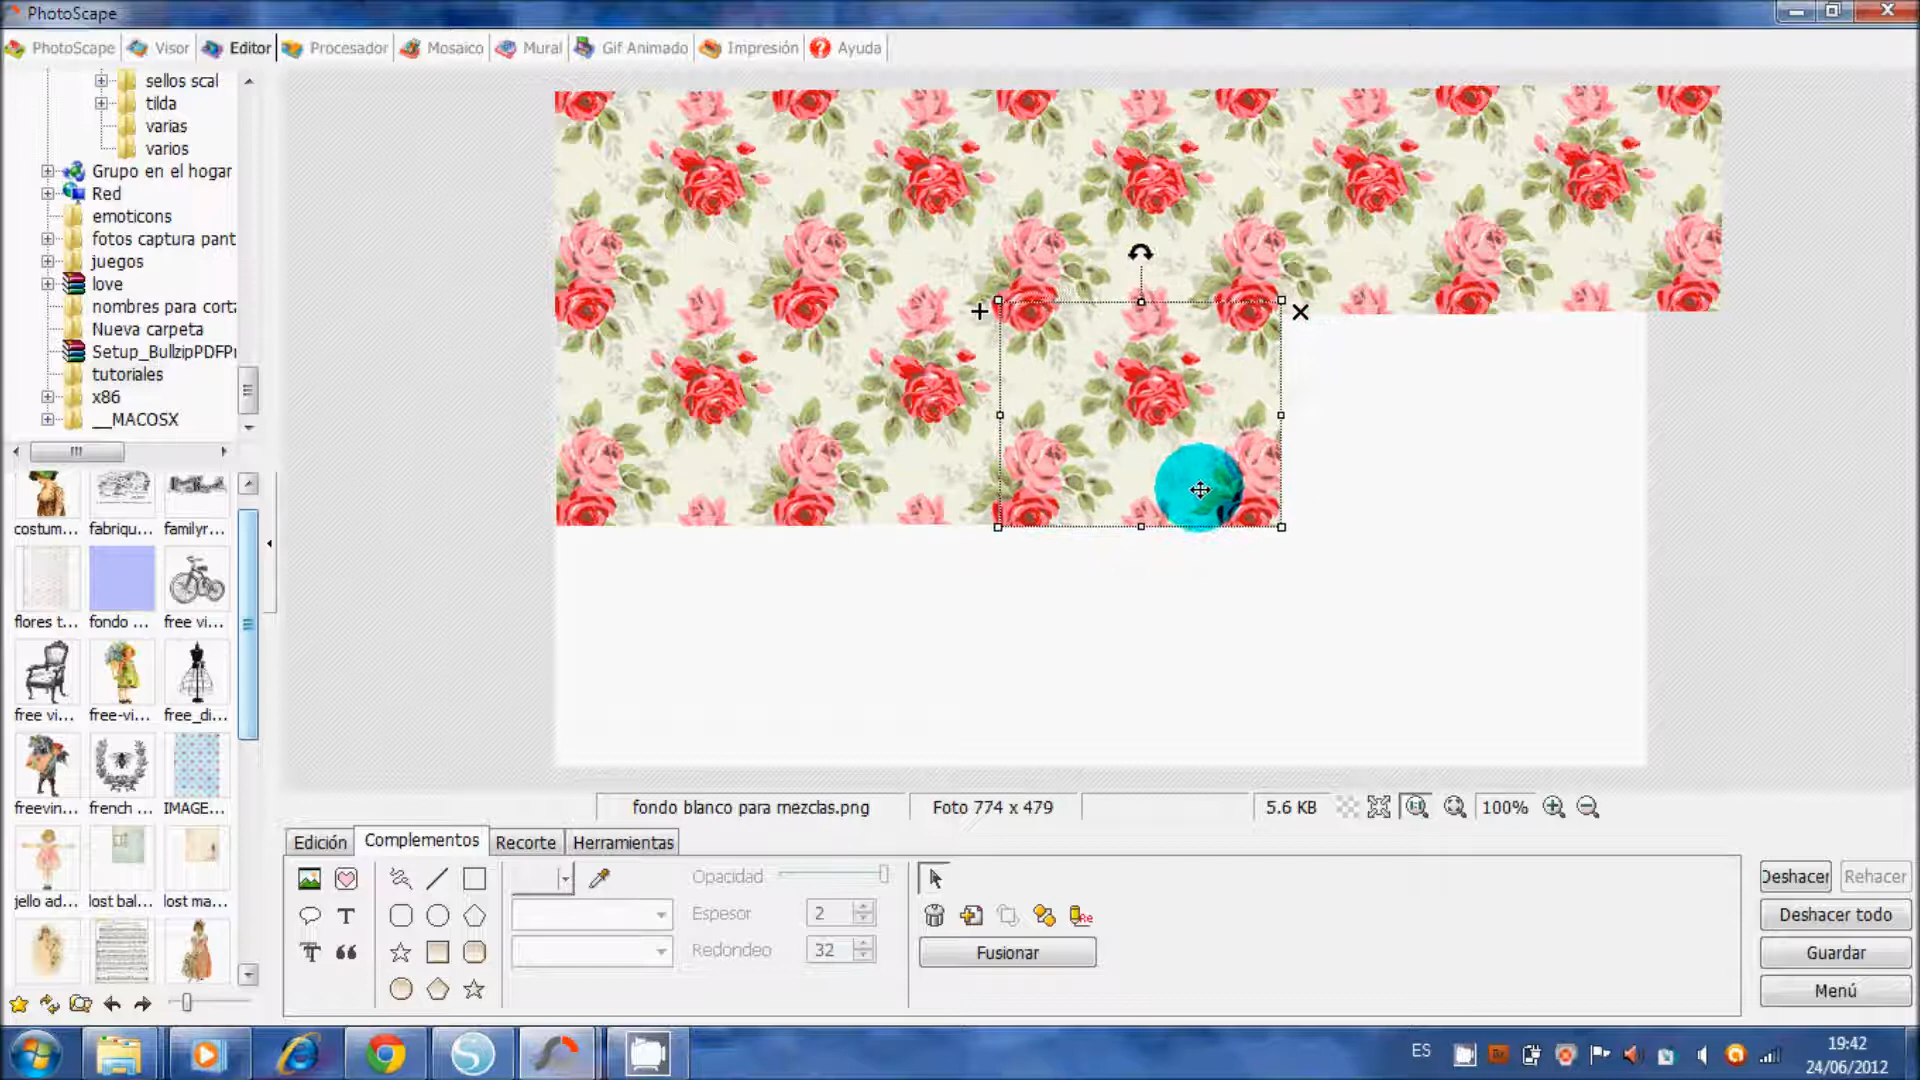 PhotoScape
PhotoScape Visor Editor Procesador Mosaico Mural Gif Animado Impresión Ayuda
sellos scal
tilda
varias
varios
Grupo en el hogar
Red
emoticons
fotos captura pant
juegos
love
nombres para corta
Nueva carpeta
Setup_BullzipPDFPr
tutoriales
x86
__MACOSX
costum... fabriqu... familyr...
flores t... fondo ... free vi...
free vi... free-vi... free_di...
freevin... french ... IMAGE...
jello ad... lost bal... lost ma...
fondo blanco para mezclas.png Foto 774 x 479 5.6 KB 100%
Edición Complementos Recorte Herramientas
Opacidad
Espesor 2
Redondeo 32
Fusionar
Deshacer Rehacer
Deshacer todo
Guardar
Menú
ES
19:42
24/06/2012